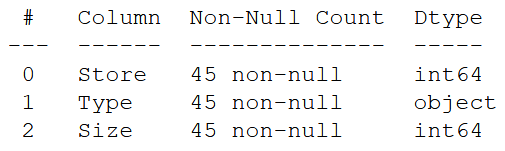 #   Column  Non-Null Count  Dtype
---  ------  --------------  -----
0   Store   45 non-null     int64
1   Type    45 non-null     object
2   Size    45 non-null     int64